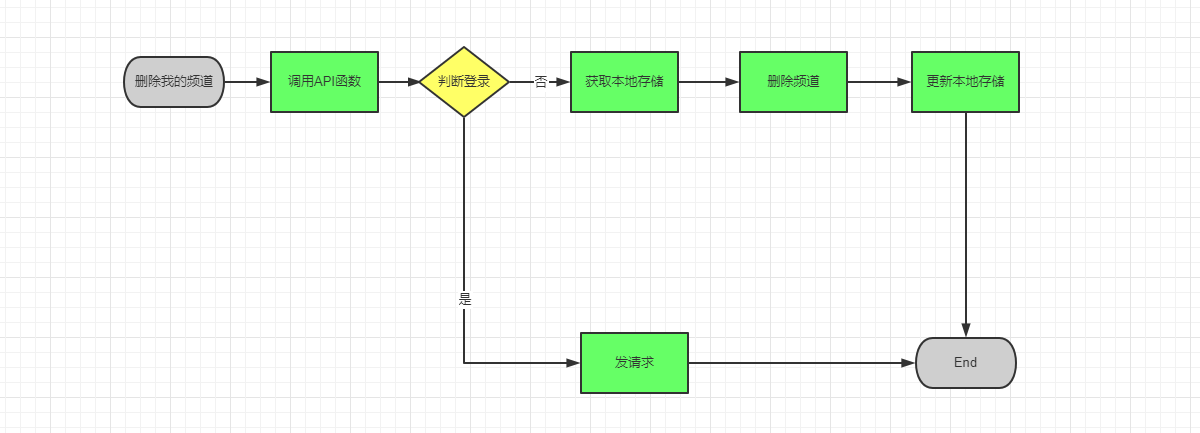 删除我的频道
调用API函数
判断登录
否
获取本地存储
删除频道
更新本地存储
是
发请求
End